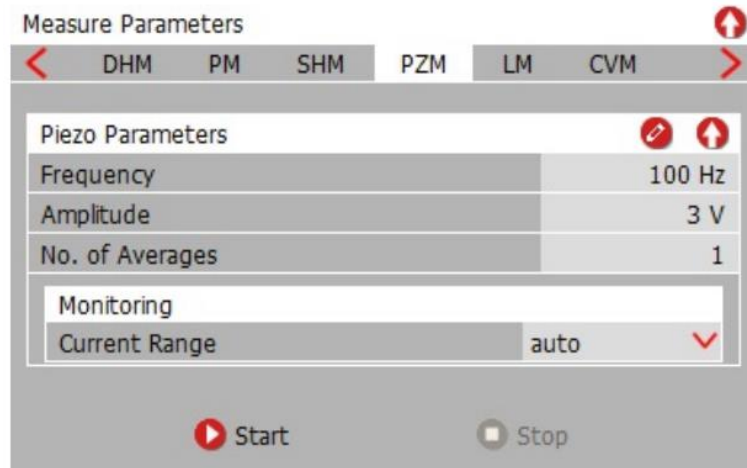 Measure Parameters
DHM PM SHM PZM LM CVM
Piezo Parameters
Frequency 100 Hz
Amplitude 3 V
No. of Averages 1
Monitoring
Current Range auto
Start Stop